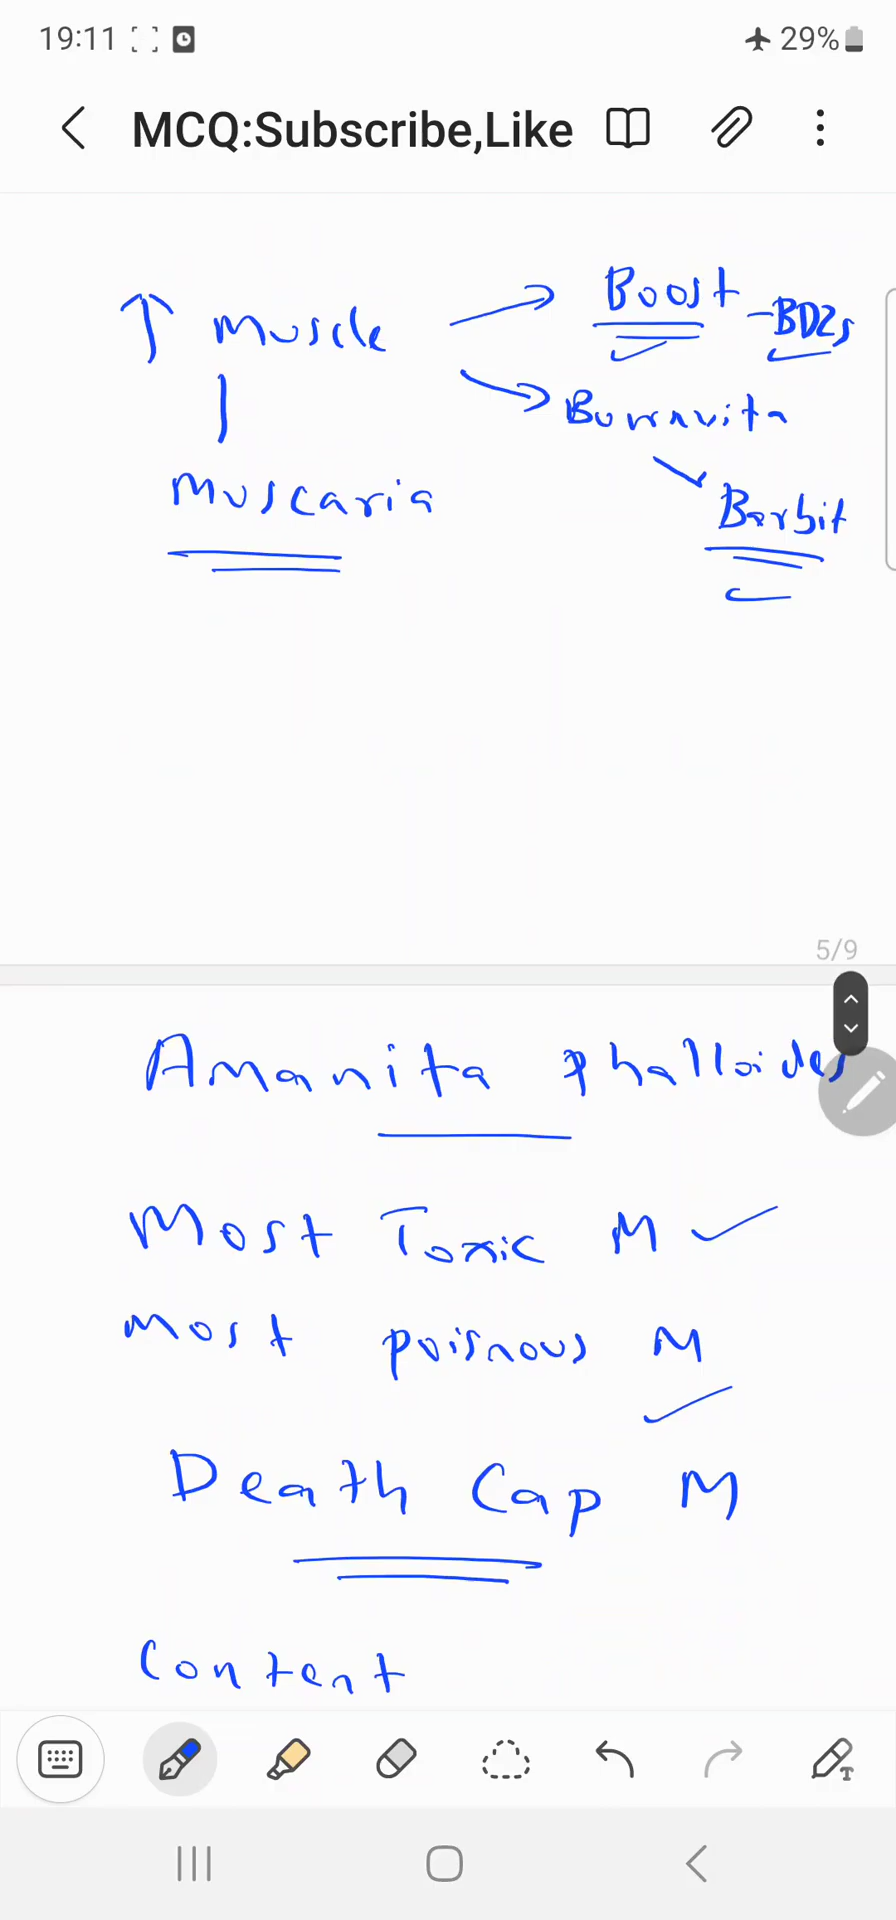 19:11
29%
MCQ:Subscribe,Like
↑ Muscle → Boost - BDZs
→ Burnvita
Muscaria
Barbit
5/9
Amanita phalloides
Most Toxic M ✓
Most poisnous M
✓
Death Cap M
Content